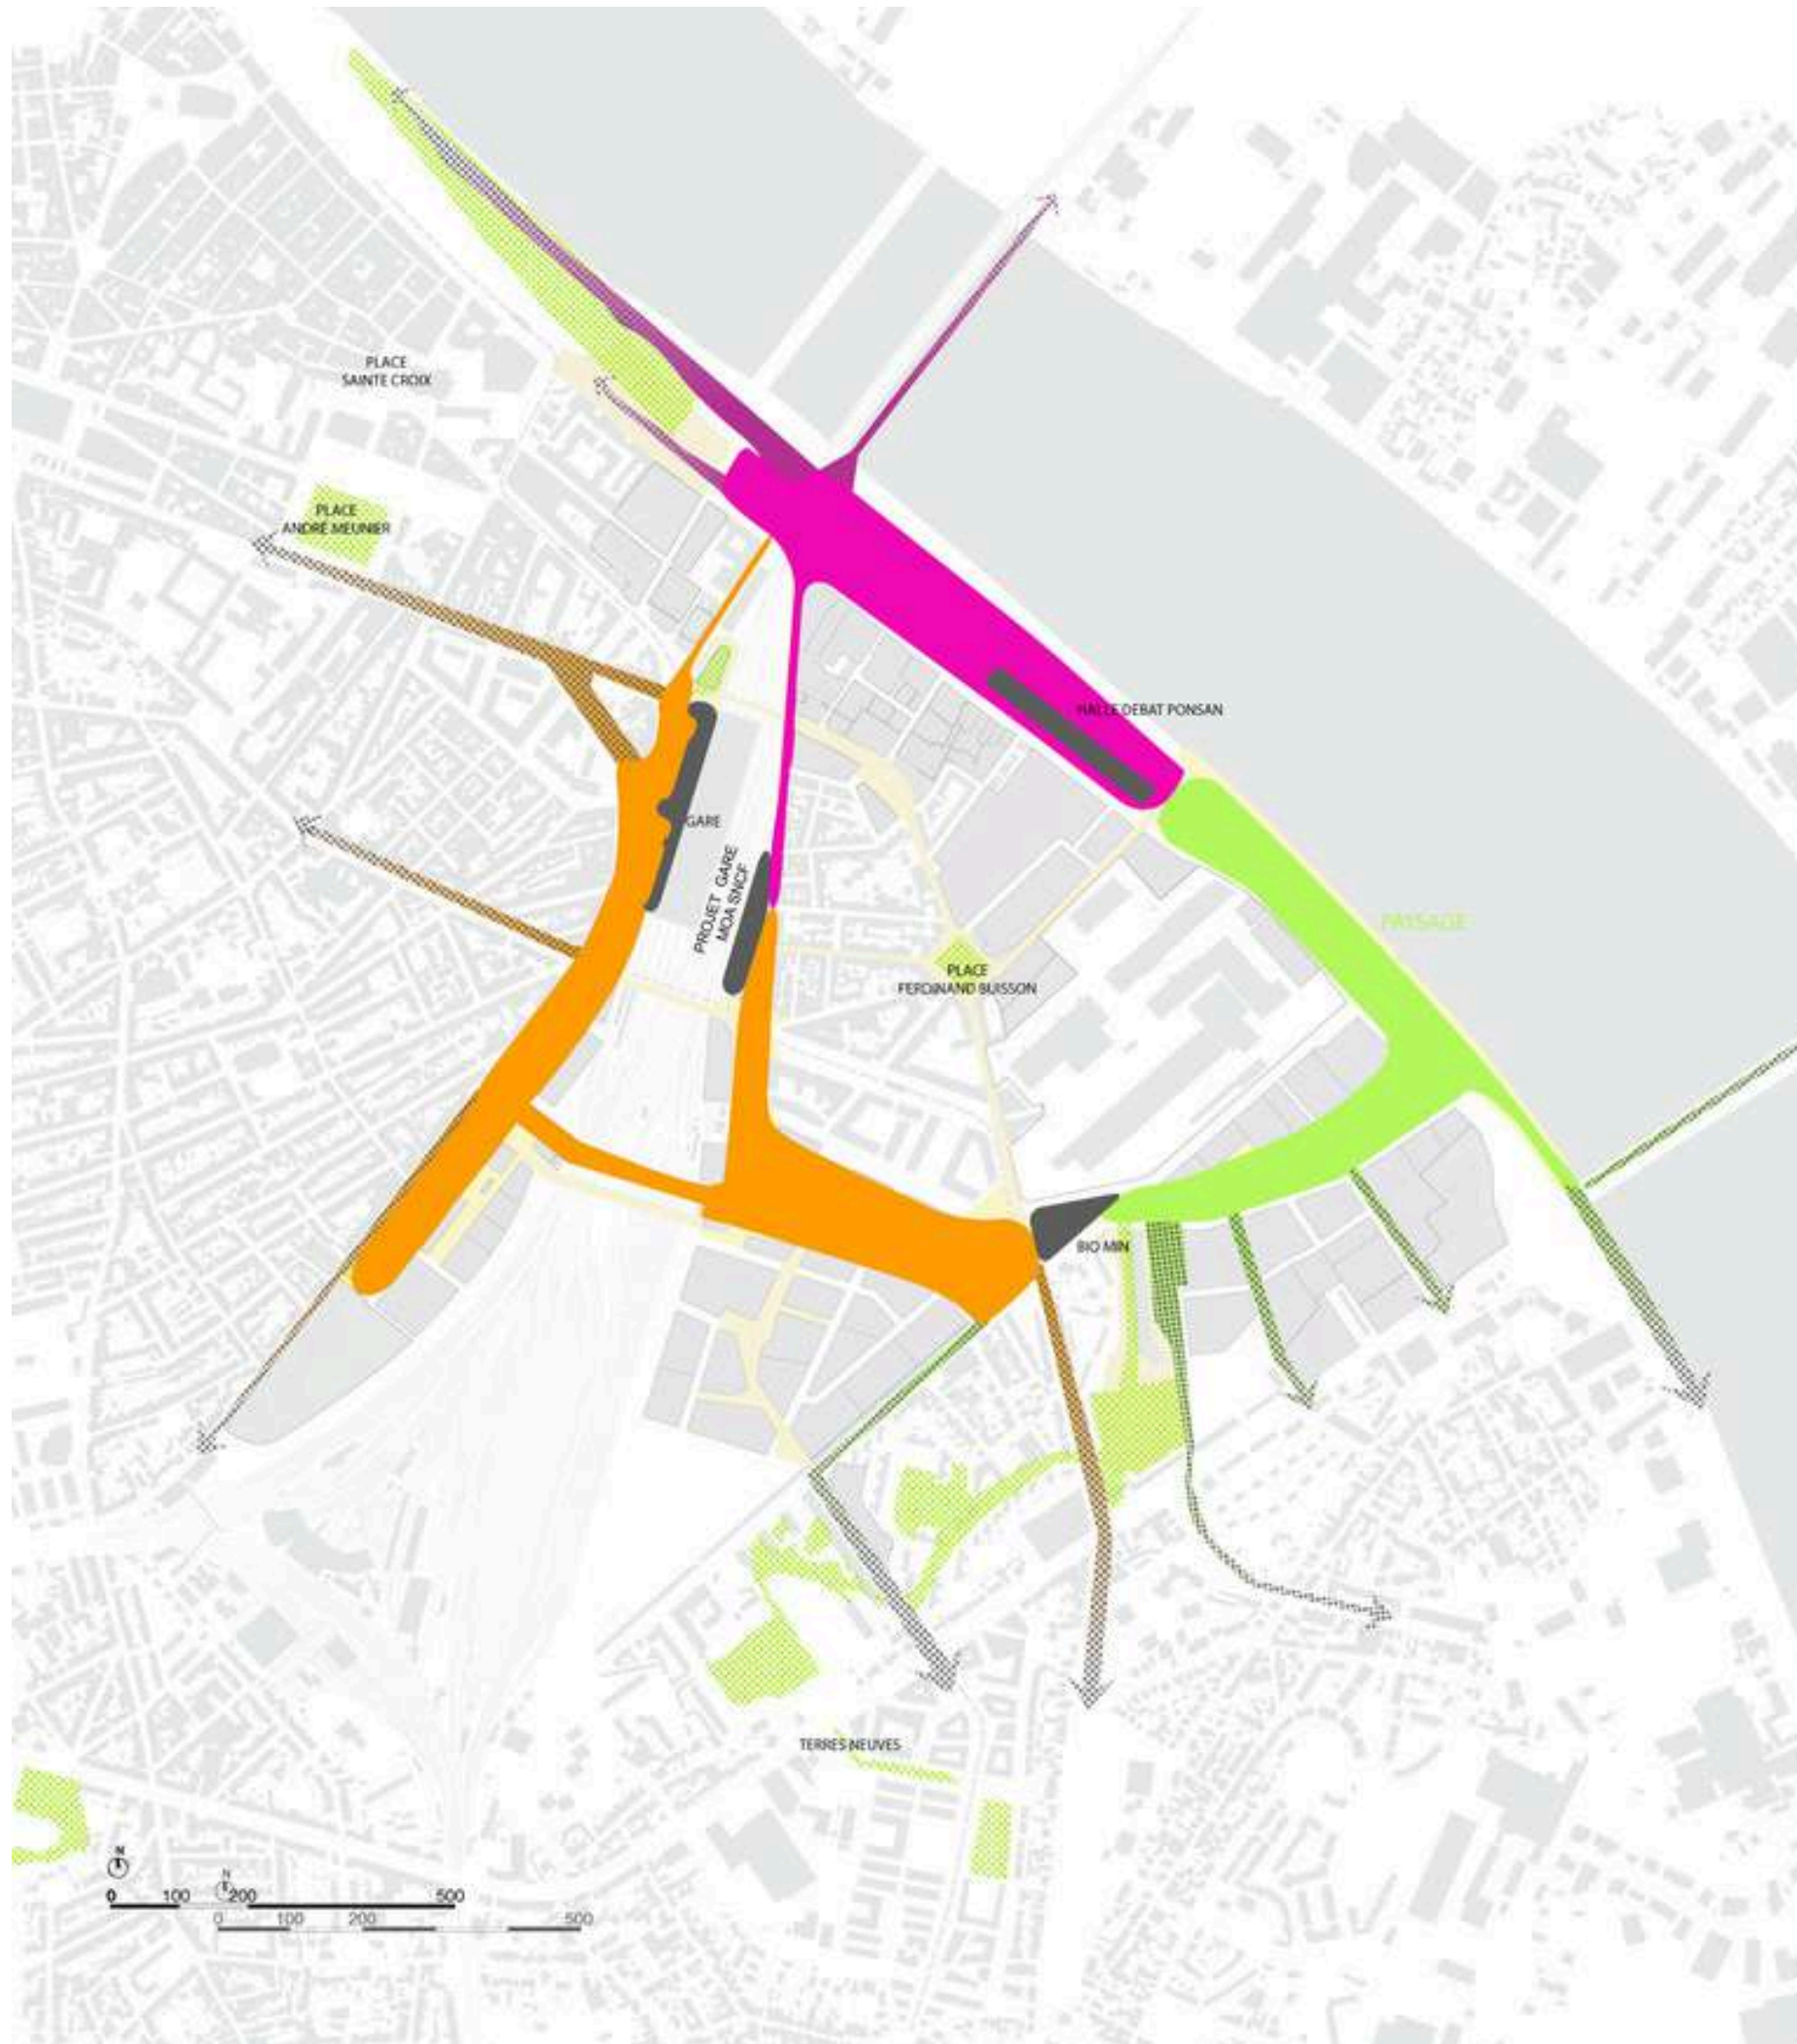 PLACE
SAINTE CROIX
PLACE
ANDRÉ MEUNIER
HALLE DEBAT PONSAN
GARE
PROJET GARE
MOA SNCF
PAYSAGE
PLACE
FERDINAND BUISSON
BIO MIN
TERRES NEUVES
N
N
0 100 200 500
0 100 200 500